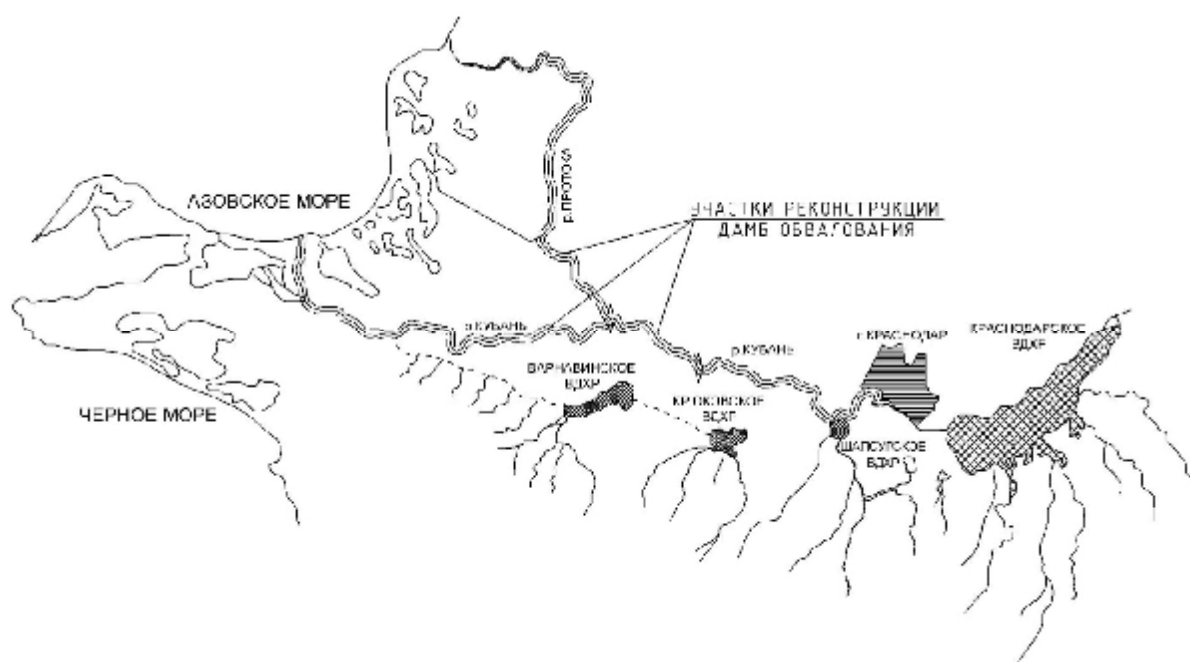 АЗОВСКОЕ МОРЕ
р.ПРОТОКА
УЧАСТКИ РЕКОНСТРУКЦИИ
ДАМБ ОБВАЛОВАНИЯ
р.КУБАНЬ
р.КУБАНЬ
г.КРАСНОДАР
КРАСНОДАРСКОЕ
ВДХР
ВАРНАВИНСКОЕ
ВДХР
КРЮКОВСКОЕ
ВДХР
ШАПСУГСКОЕ
ВДХР
ЧЕРНОЕ МОРЕ